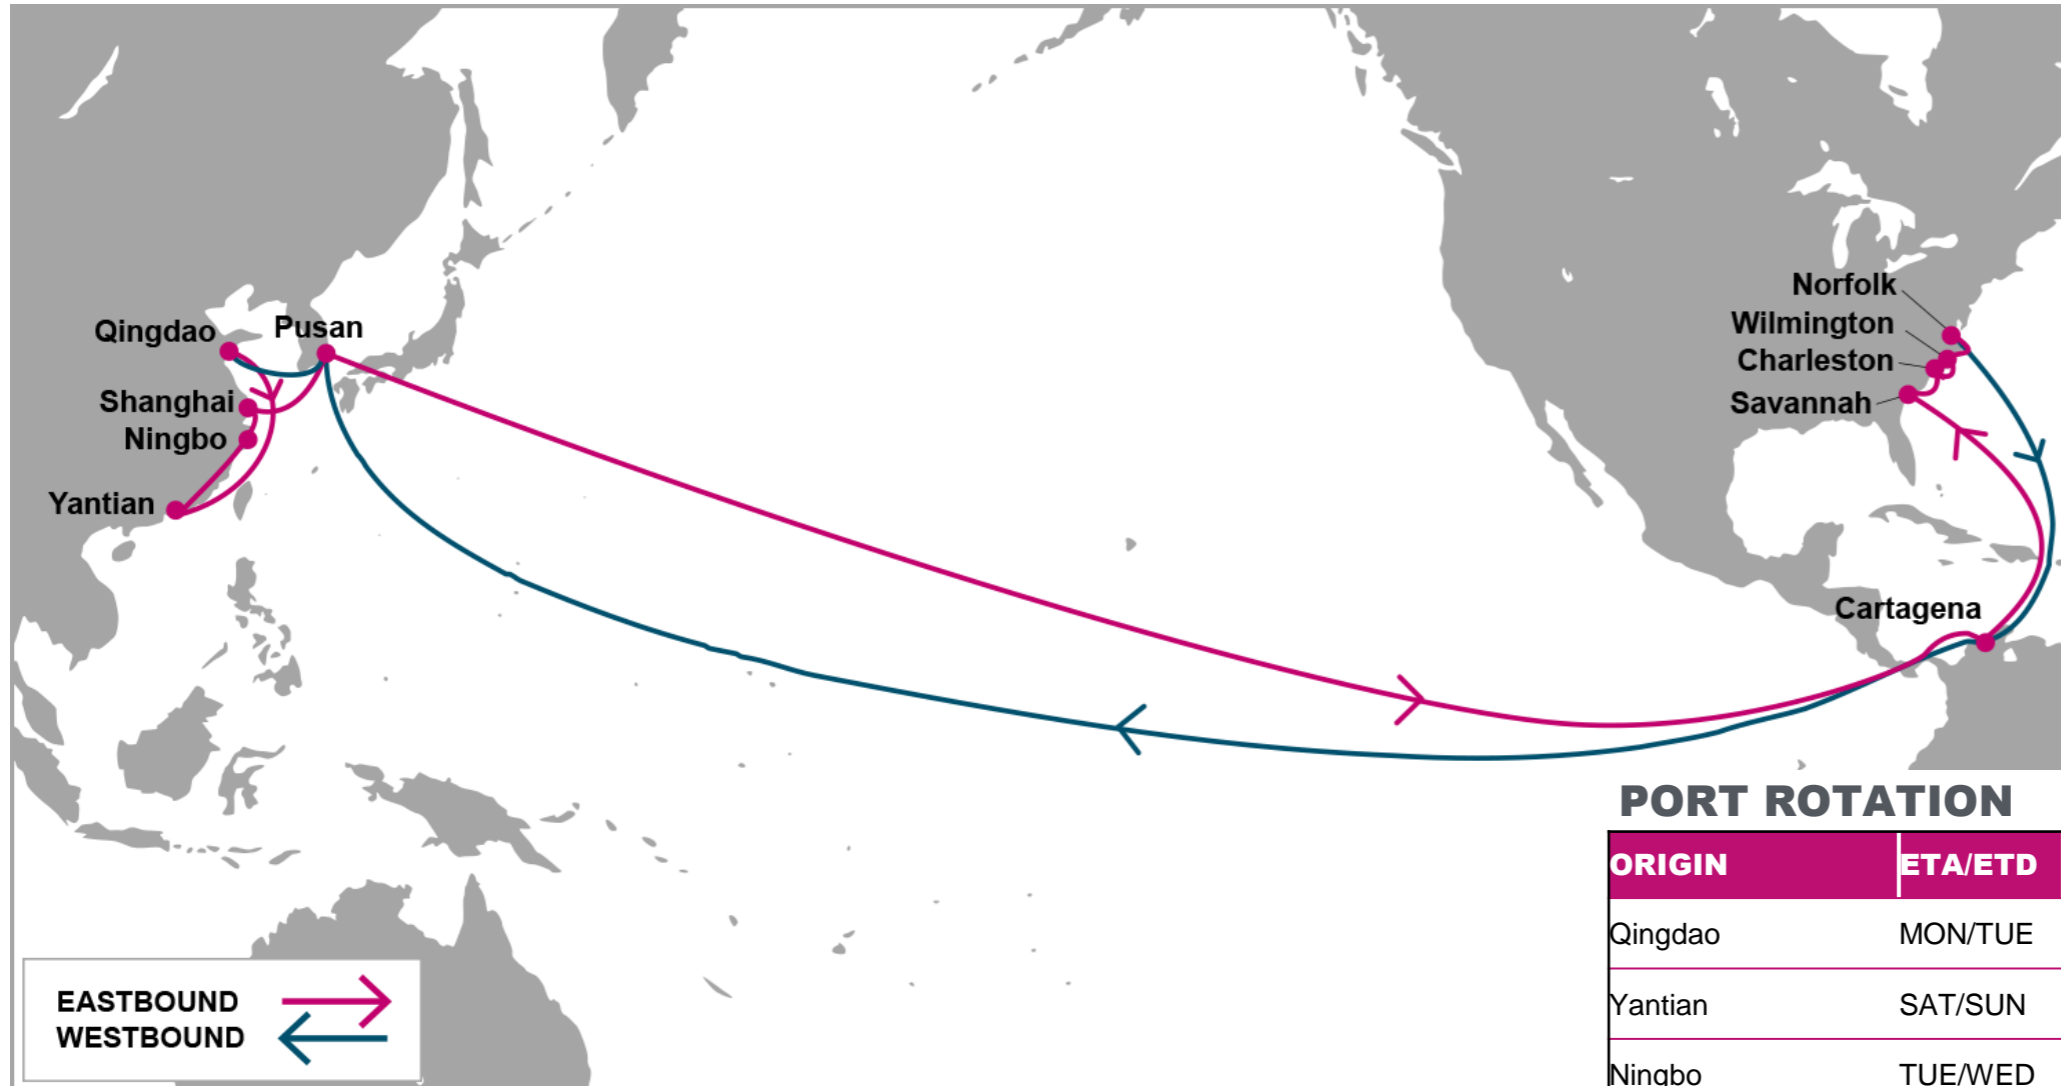 Norfolk
Wilmington
Charleston
Savannah
Qingdao
Pusan
Shanghai
Ningbo
Yantian
Cartagena
PORT ROTATION
ORIGIN ETA/ETD
Qingdao MON/TUE
Yantian SAT/SUN
Ningbo TUE/WED
EASTBOUND
WESTBOUND